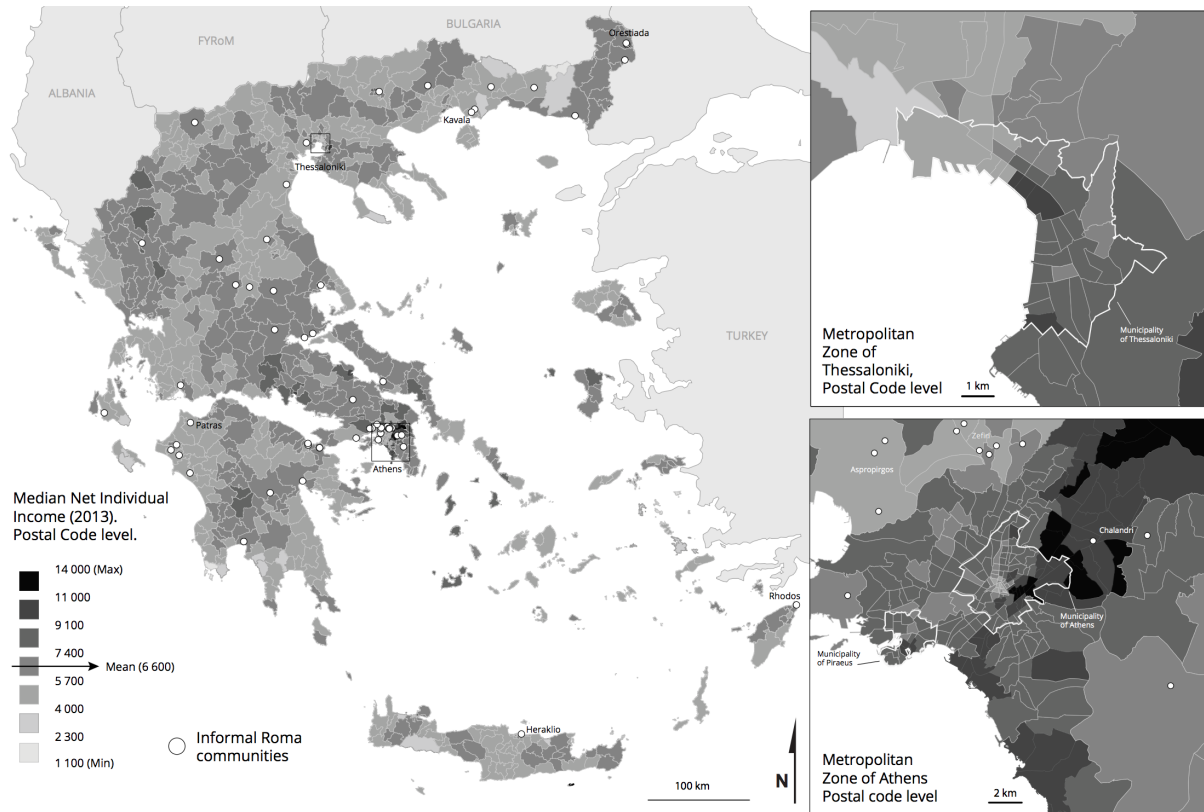 BULGARIA
FYRoM
ALBANIA
TURKEY
Orestiada
Kavala
Thessaloniki
Patras
Athens
Rhodos
Heraklio
Median Net Individual
Income (2013).
Postal Code level.
14 000 (Max)
11 000
9 100
7 400
Mean (6 600)
5 700
4 000
2 300
1 100 (Min)
Informal Roma
communities
100 km
N
Metropolitan
Zone of
Thessaloniki,
Postal Code level
1 km
Municipality
of Thessaloniki
Zefiri
Aspropirgos
Chalandri
Municipality
of Athens
Municipality
of Piraeus
Metropolitan
Zone of Athens
Postal code level
2 km